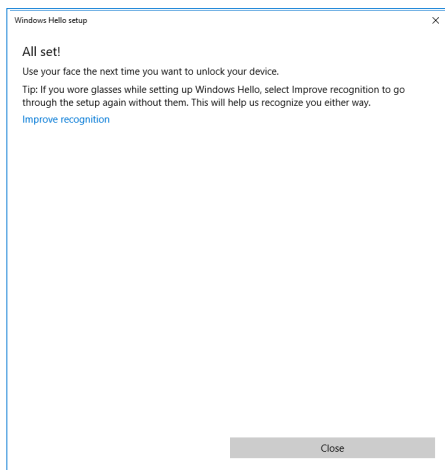 Windows Hello setup
All set!
Use your face the next time you want to unlock your device.
Tip: If you wore glasses while setting up Windows Hello, select Improve recognition to go
through the setup again without them. This will help us recognize you either way.
Improve recognition
Close